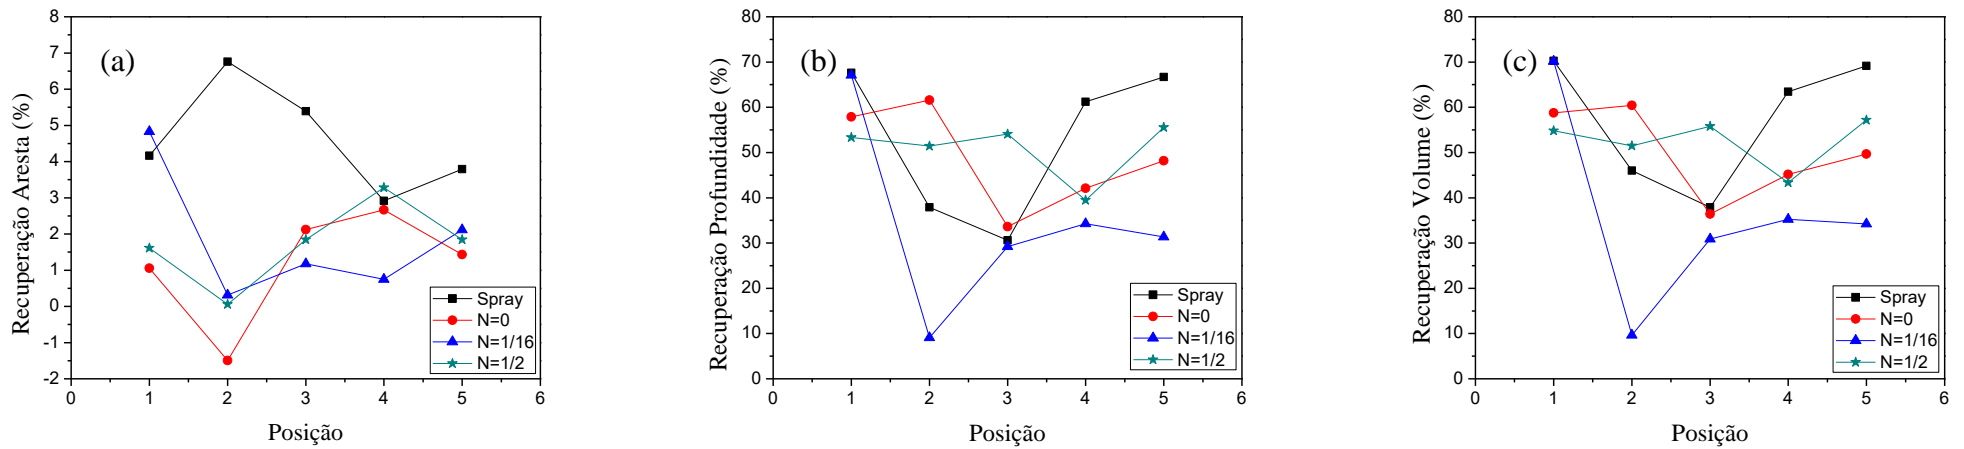 (a)
Recuperação Aresta (%)
8
7
6
5
4
3
2
1
0
-1
-2
0 1 2 3 4 5 6
Posição
Spray
N=0
N=1/16
N=1/2
(b)
Recuperação Profundidade (%)
80
70
60
50
40
30
20
10
0
0 1 2 3 4 5 6
Posição
Spray
N=0
N=1/16
N=1/2
(c)
Recuperação Volume (%)
80
70
60
50
40
30
20
10
0
0 1 2 3 4 5 6
Posição
Spray
N=0
N=1/16
N=1/2